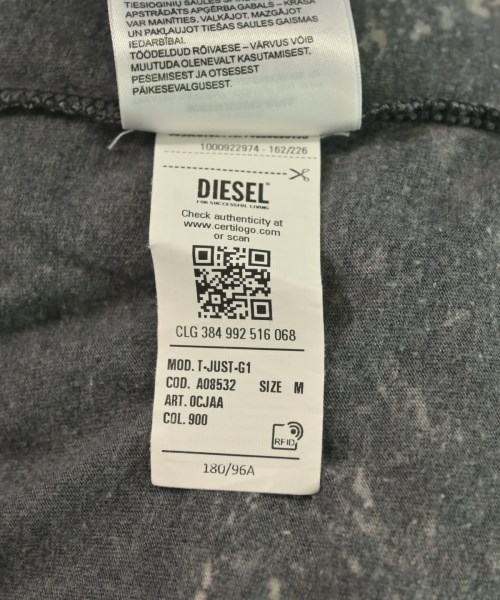 TIESIOGINIU SAULES
APSTRĀDĀTS APĢĒRBA GABALS – KRĀSA
VAR MAINĪTIES, VALKĀJOT, MAZGĀJOT
UN PAKĻAUJOT TIEŠAS SAULES GAISMAS
IEDARBĪBAI.
TÖÖDELDUD RÕIVAESE – VÄRVUS VÕIB
MUUTUDA OLENEVALT KASUTAMISEST,
PESEMISEST JA OTSESEST
PÄIKESEVALGUSEST.
1000922974 - 162/226
DIESEL
FOR SUCCESSFUL LIVING
Check authenticity at
www.certilogo.com
or scan
CLG 384 992 516 068
MOD. T-JUST-G1
COD. A08532 SIZE M
ART. 0CJAA
COL. 900
RFID
180/96A